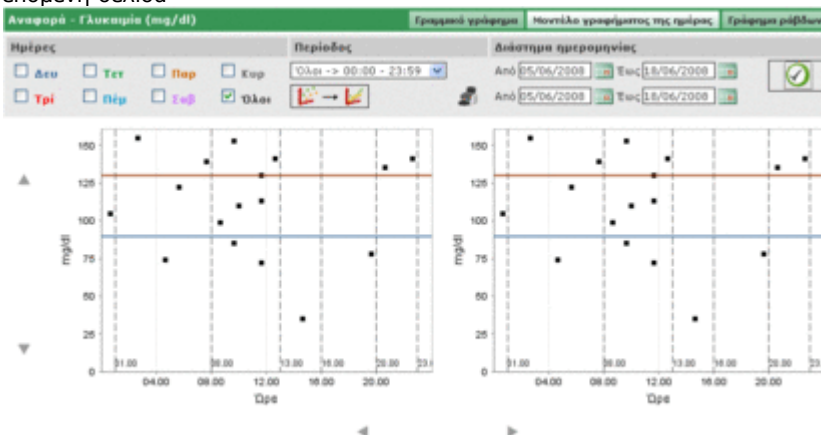 επόμενη σελίδα
Αναφορά - Γλυκαιμία (mg/dl) Γραμμικό γράφημα Μοντέλο γραφήματος της ημέρας Γράφημα ράβδων
Ημέρες Περίοδος Διάστημα ημερομηνίας
Δευ Τετ Παρ Κυρ Όλοι -> 00:00 - 23:59 Από 05/06/2008 Έως 18/06/2008
Τρί Πέμ Σαβ Όλοι Από 05/06/2008 Έως 18/06/2008
150 150
125 125
100 100
mg/dl mg/dl
75 75
50 50
25 25
01.00 08.00 13.00 16.00 20.00 23. 01.00 08.00 13.00 16.00 20.00 23
0 0
04.00 08.00 12.00 16.00 20.00 04.00 08.00 12.00 16.00 20.00
Ώρε Ώρε